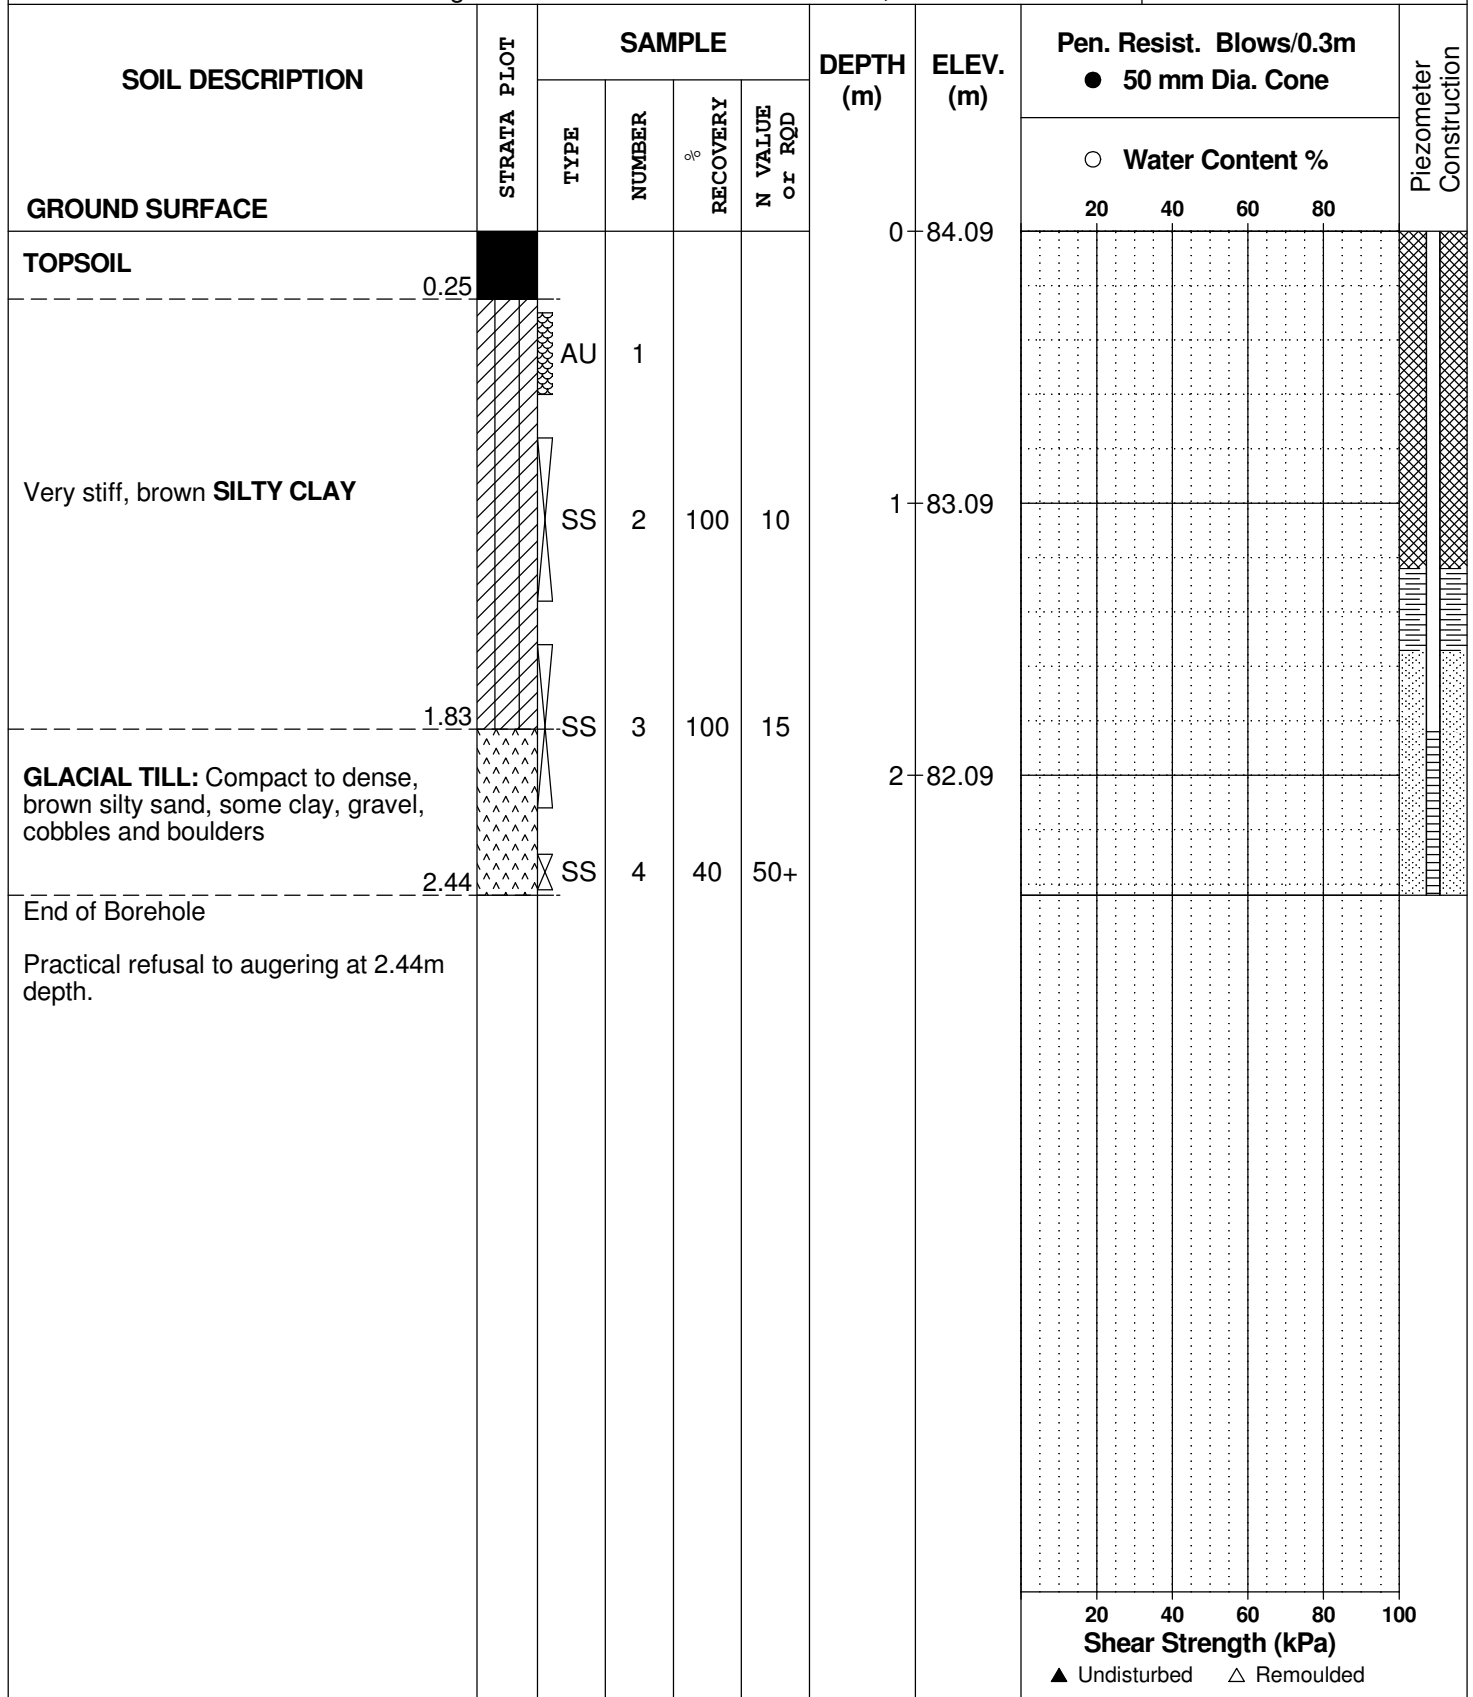 SOIL DESCRIPTION
GROUND SURFACE
STRATA PLOT
SAMPLE
TYPE
NUMBER
%
RECOVERY
N VALUE
or RQD
DEPTH
(m)
ELEV.
(m)
Pen. Resist. Blows/0.3m
● 50 mm Dia. Cone
○ Water Content %
20 40 60 80
Piezometer
Construction
0 84.09
TOPSOIL
0.25
AU 1
Very stiff, brown SILTY CLAY
SS 2 100 10
1 83.09
1.83
SS 3 100 15
GLACIAL TILL: Compact to dense,
brown silty sand, some clay, gravel,
cobbles and boulders
2 82.09
SS 4 40 50+
2.44
End of Borehole
Practical refusal to augering at 2.44m
depth.
20 40 60 80 100
Shear Strength (kPa)
▲ Undisturbed △ Remoulded